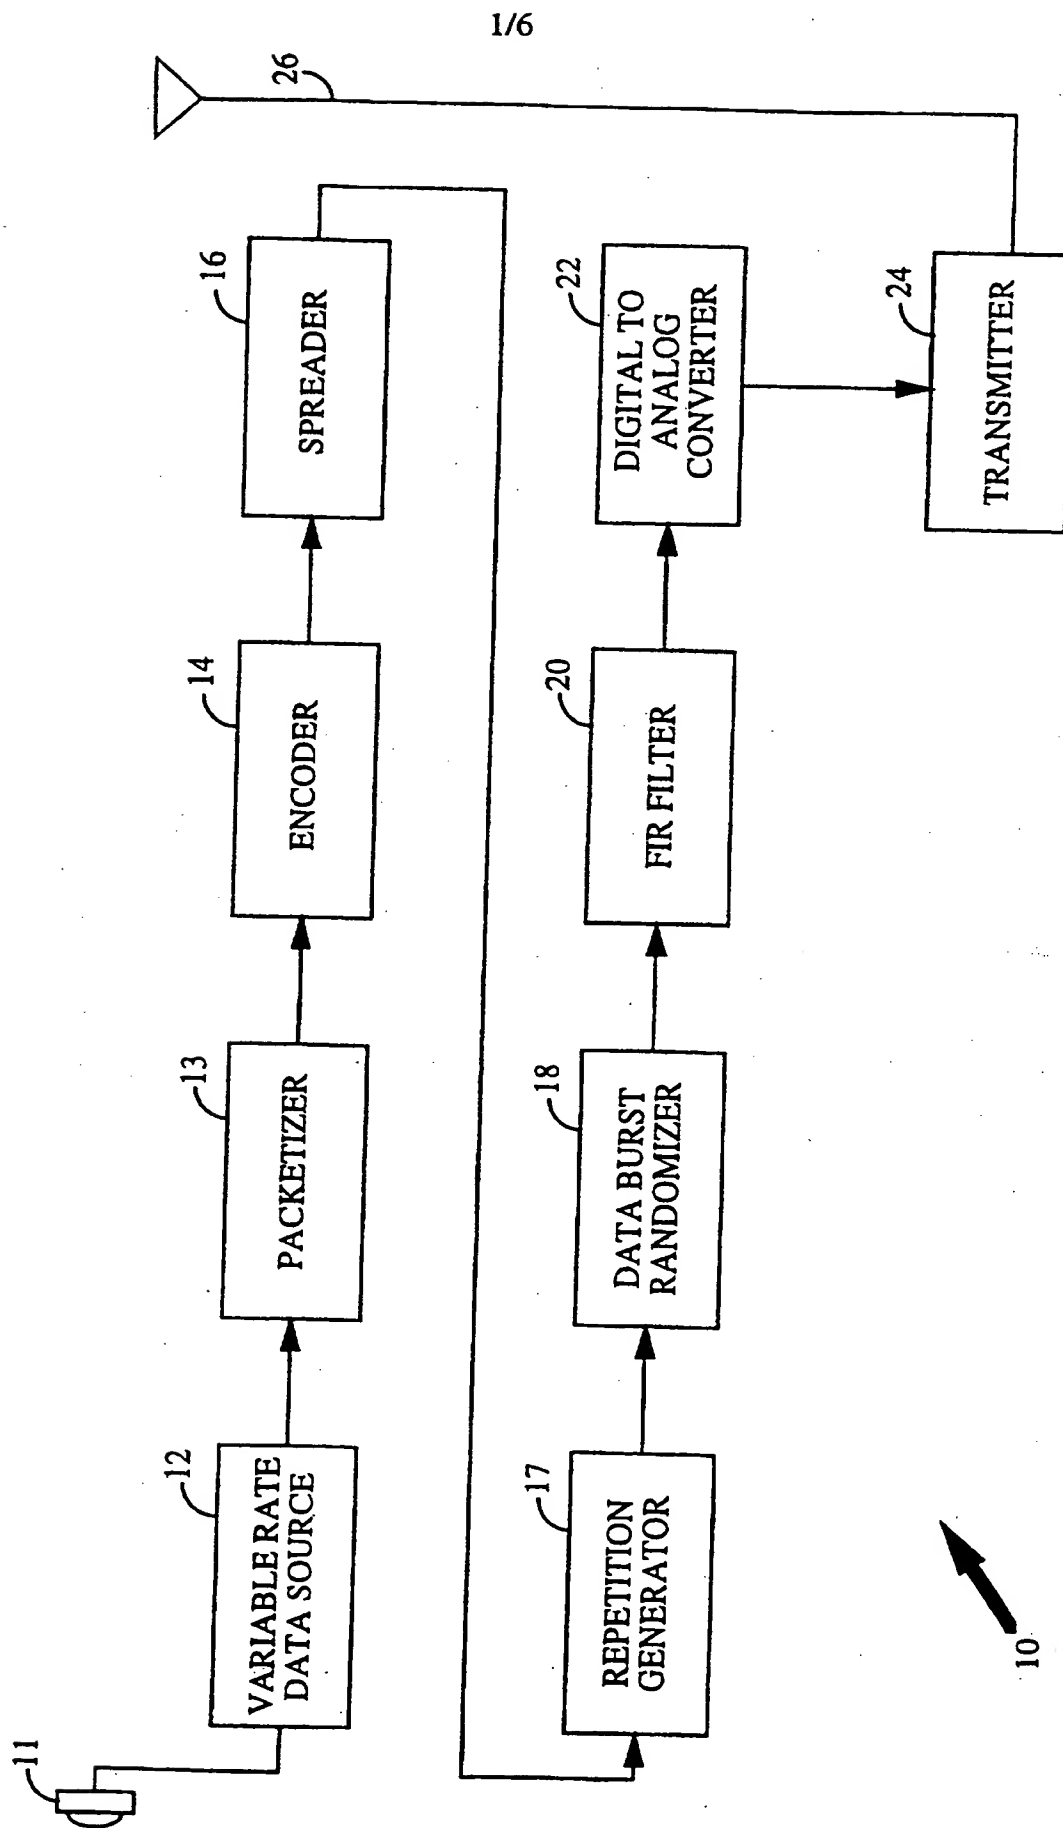 1/6
11
12
VARIABLE RATE
DATA SOURCE
13
PACKETIZER
14
ENCODER
16
SPREADER
26
17
REPETITION
GENERATOR
18
DATA BURST
RANDOMIZER
20
FIR FILTER
22
DIGITAL TO
ANALOG
CONVERTER
24
TRANSMITTER
10